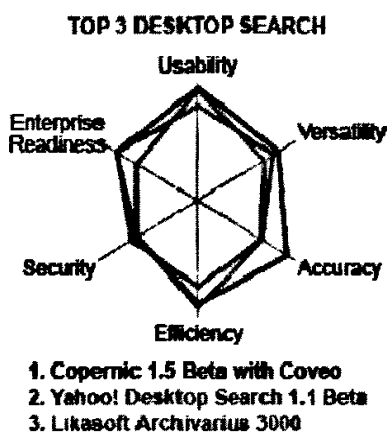 TOP 3 DESKTOP SEARCH
Usability
Enterprise
Readiness
Versatility
Security
Accuracy
Efficiency
1. Copernic 1.5 Beta with Coveo
2. Yahoo! Desktop Search 1.1 Beta
3. Likasoft Archivarius 3000